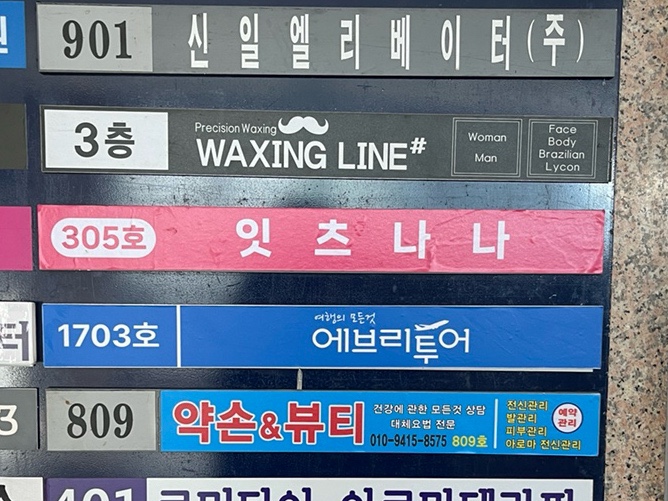 901 신일엘리베이터(주)
3층 Precision Waxing
WAXING LINE#
Woman
Man
Face
Body
Brazilian
Lycon
305호 잇츠나나
1703호 여행의 모든것
에브리투어
터
3
809 약손&뷰티
건강에 관한 모든것 상담
대체요법 전문
010-9415-8575 809호
전신관리
발관리
피부관리
아로마 전신관리
예약
관리
401